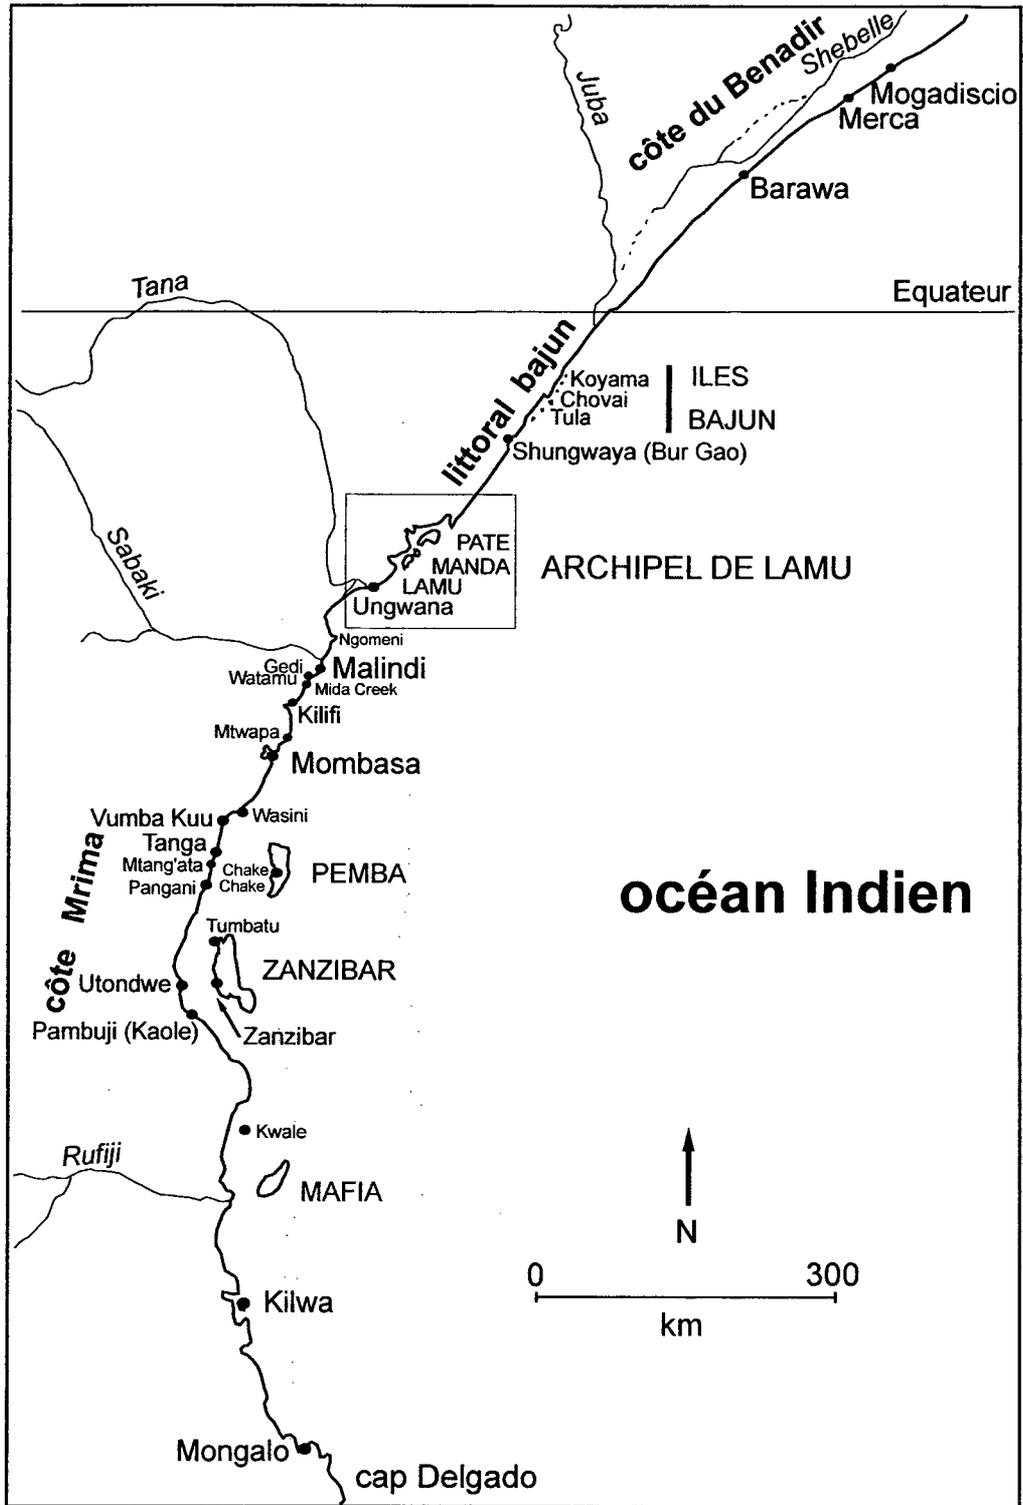 côte du Benadir
Shebelle
Juba
Mogadiscio
Merca
Barawa
Tana
Equateur
littoral bajun
Koyama
Chovai
Tula
ILES
BAJUN
Shungwaya (Bur Gao)
Sabaki
PATE
MANDA
LAMU
Ungwana
ARCHIPEL DE LAMU
Ngomeni
Gedi
Malindi
Watamu
Mida Creek
Kilifi
Mtwapa
Mombasa
Vumba Kuu
Wasini
Tanga
Mtang'ata
Pangani
Chake
Chake
PEMBA
côte Mrima
océan Indien
Tumbatu
ZANZIBAR
Utondwe
Pambuji (Kaole)
Zanzibar
Kwale
Rufiji
MAFIA
N
0 300
km
Kilwa
Mongalo
cap Delgado